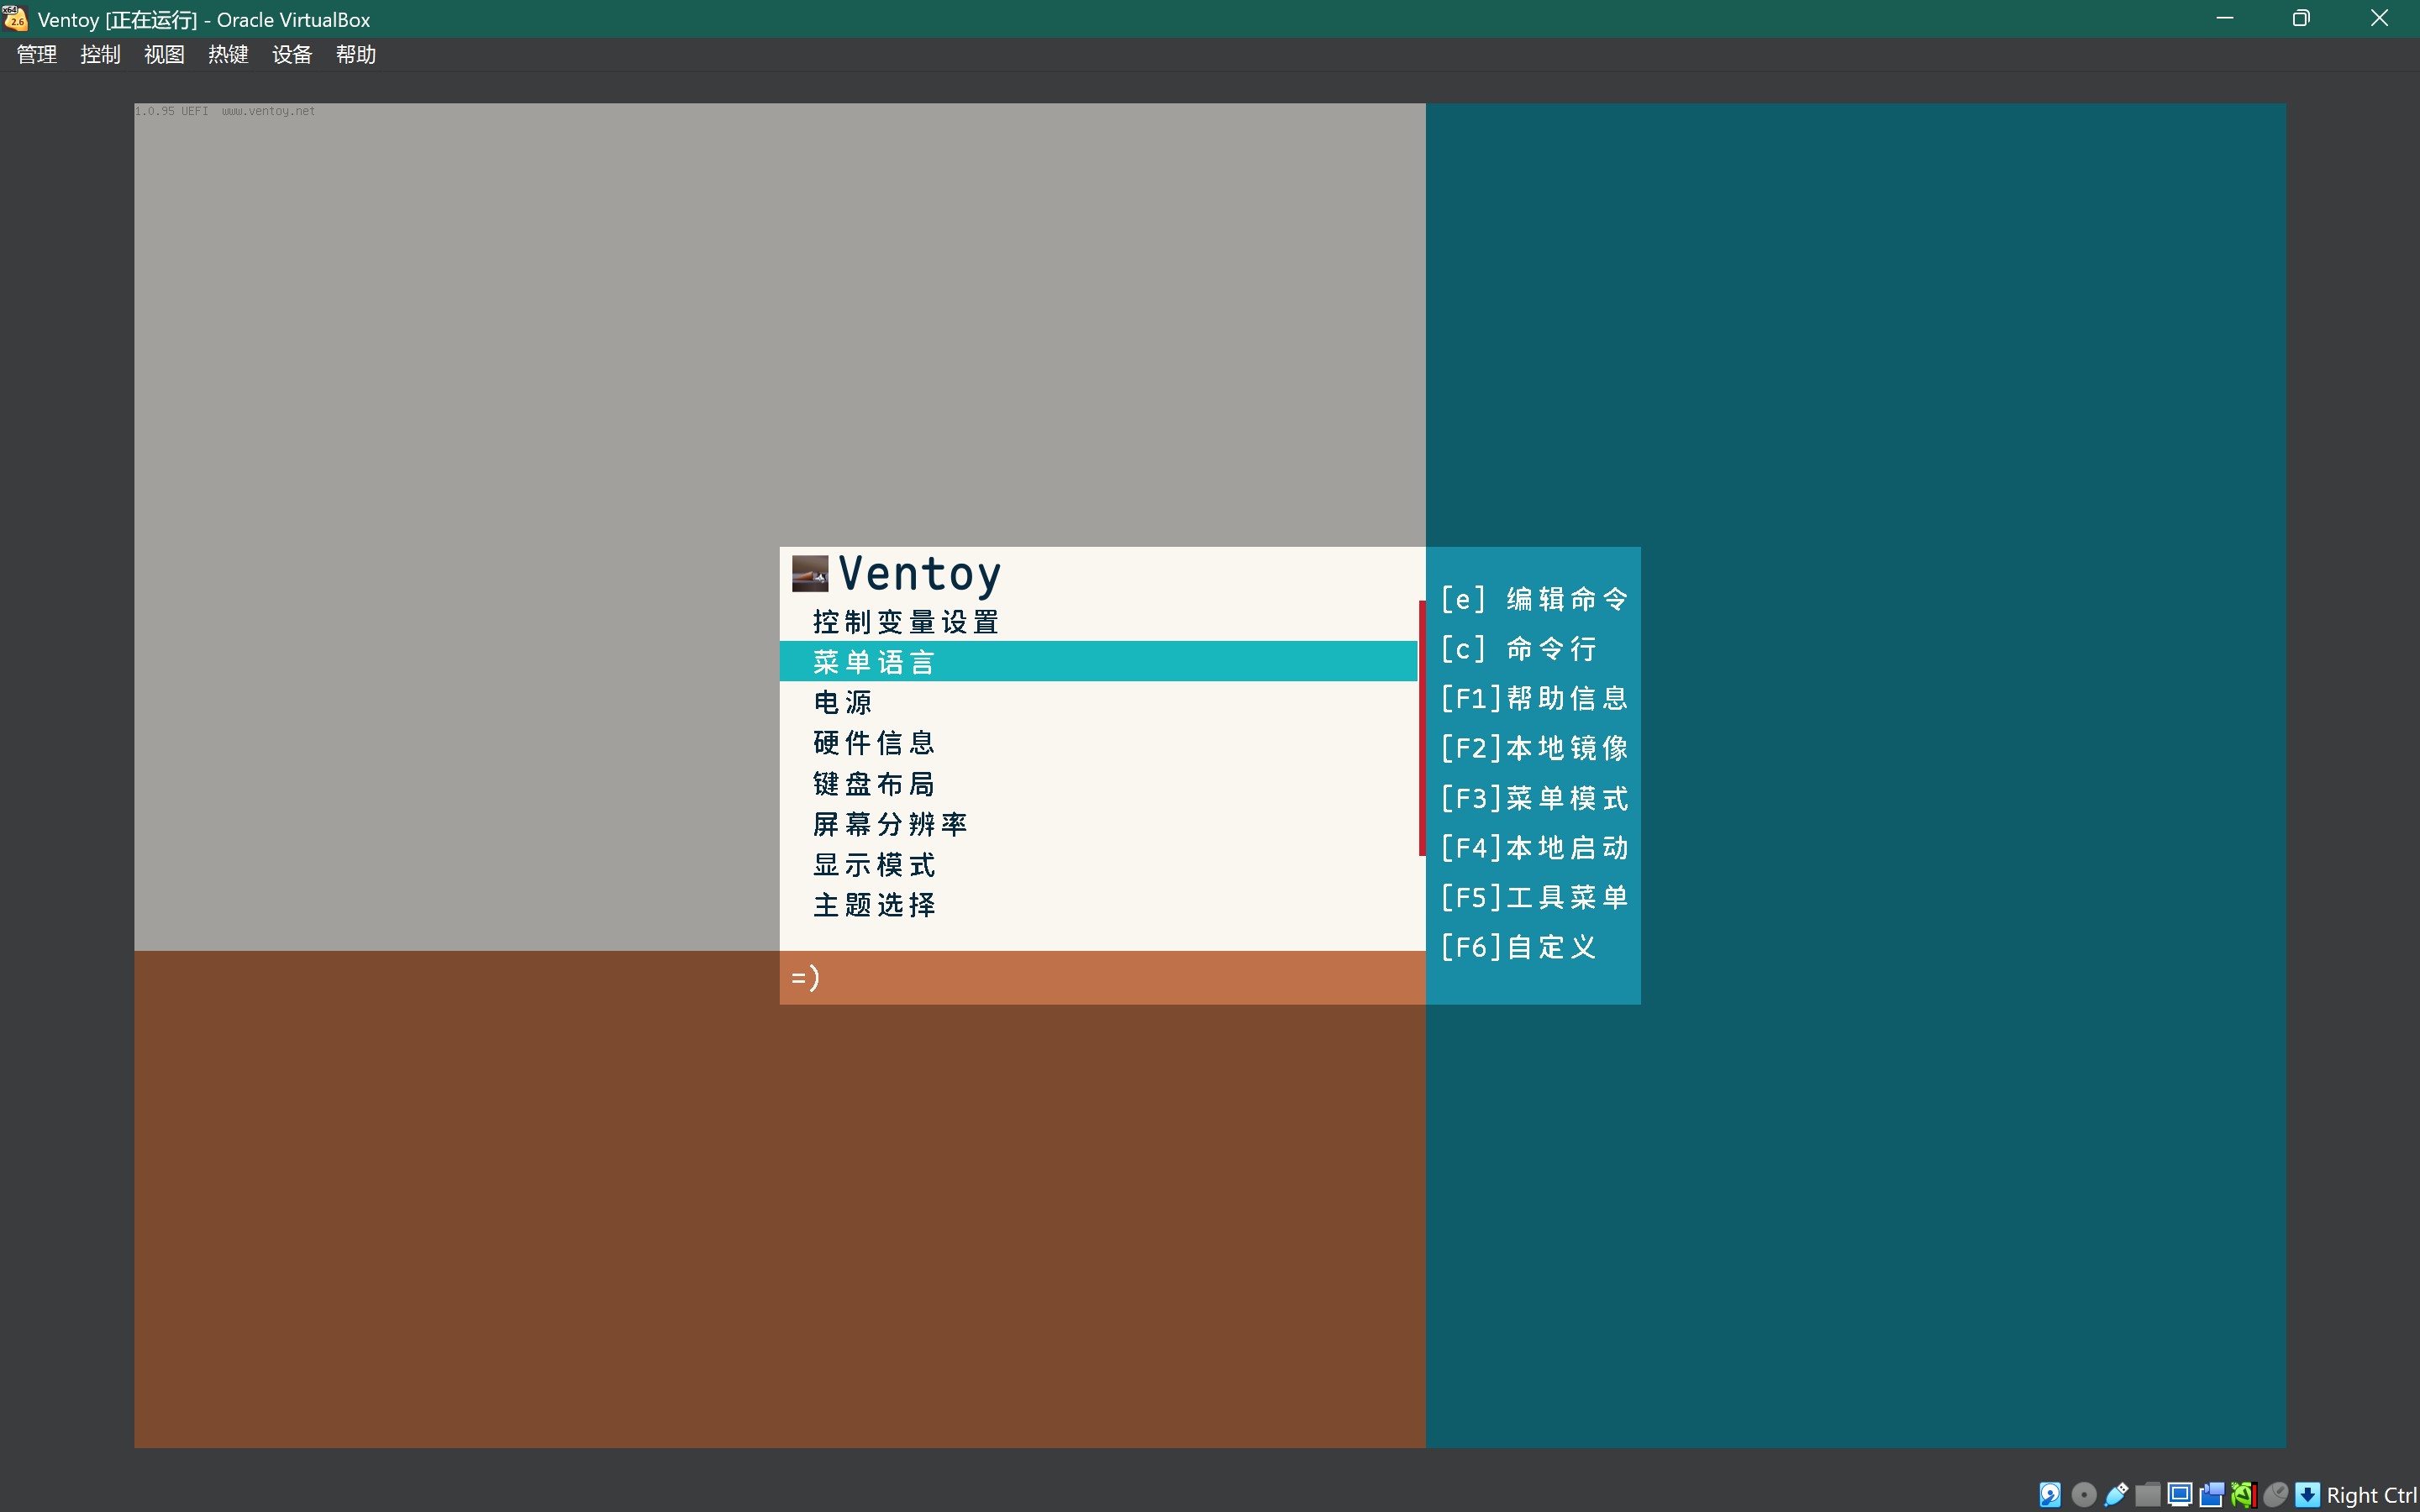 Ventoy [正在运行] - Oracle VirtualBox
管理 控制 视图 热键 设备 帮助
1.0.95 UEFI www.ventoy.net
Ventoy
控制变量设置
菜单语言
电源
硬件信息
键盘布局
屏幕分辨率
显示模式
主题选择
=)
[e] 编辑命令
[c] 命令行
[F1]帮助信息
[F2]本地镜像
[F3]菜单模式
[F4]本地启动
[F5]工具菜单
[F6]自定义
Right Ctrl